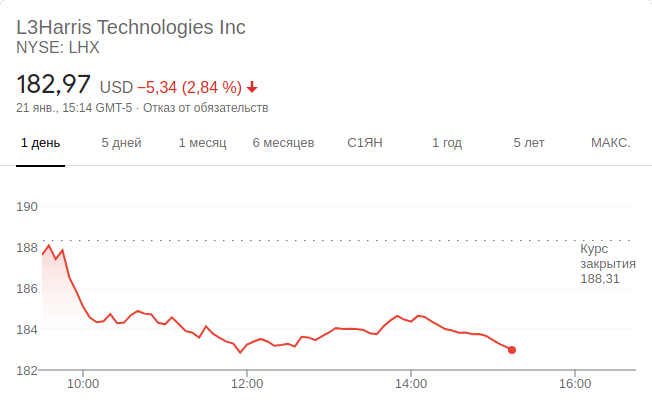 L3Harris Technologies Inc
NYSE: LHX
182,97 USD −5,34 (2,84 %)
21 янв., 15:14 GMT-5 · Отказ от обязательств
1 день 5 дней 1 месяц 6 месяцев С1ЯН 1 год 5 лет МАКС.
190
188
Курс
закрытия
188,31
186
184
182
10:00 12:00 14:00 16:00